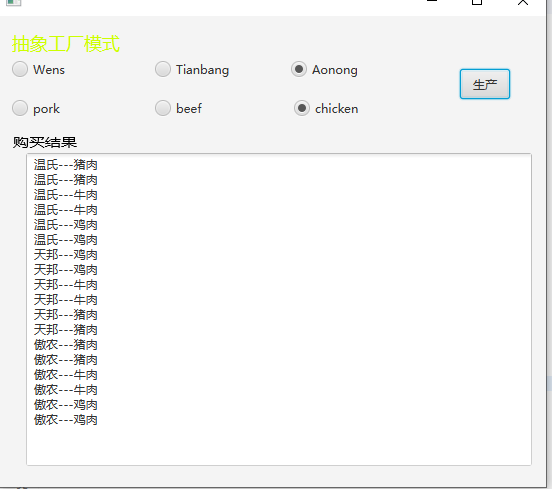 抽象工厂模式
Wens Tianbang Aonong
生产
pork beef chicken
购买结果
温氏---猪肉
温氏---猪肉
温氏---牛肉
温氏---牛肉
温氏---鸡肉
温氏---鸡肉
天邦---鸡肉
天邦---鸡肉
天邦---牛肉
天邦---牛肉
天邦---猪肉
天邦---猪肉
傲农---猪肉
傲农---猪肉
傲农---牛肉
傲农---牛肉
傲农---鸡肉
傲农---鸡肉